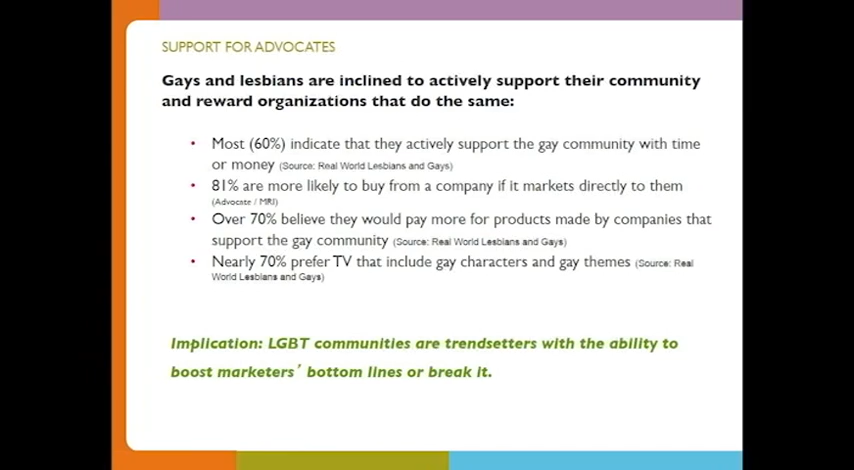 SUPPORT FOR ADVOCATES
Gays and lesbians are inclined to actively support their community
and reward organizations that do the same:
• Most (60%) indicate that they actively support the gay community with time
or money (Source: Real World Lesbians and Gays)
• 81% are more likely to buy from a company if it markets directly to them
(Advocate / MRI)
• Over 70% believe they would pay more for products made by companies that
support the gay community (Source: Real World Lesbians and Gays)
• Nearly 70% prefer TV that include gay characters and gay themes (Source: Real
World Lesbians and Gays)
Implication: LGBT communities are trendsetters with the ability to
boost marketers’ bottom lines or break it.